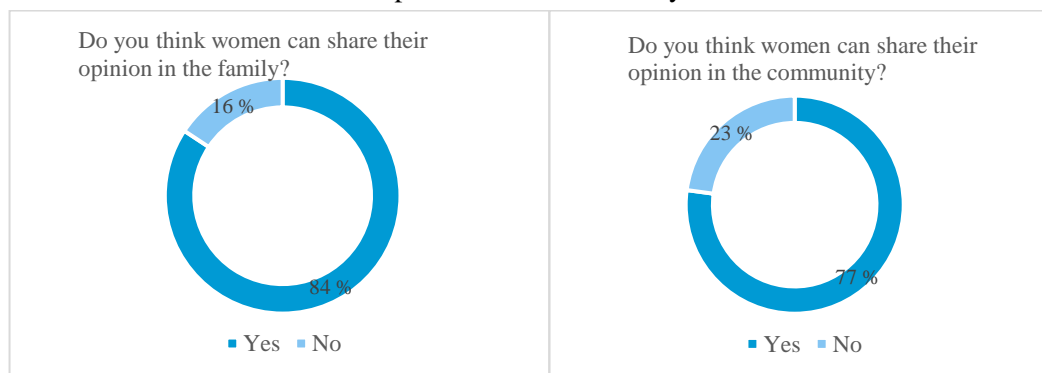 Do you think women can share their
opinion in the family?
16 %
84 %
Yes No
Do you think women can share their
opinion in the community?
23 %
77 %
Yes No